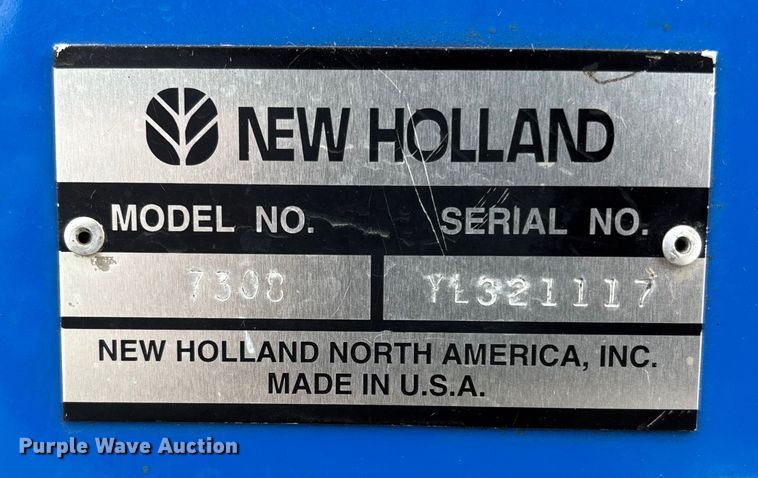 NEW HOLLAND
MODEL NO. SERIAL NO.
7308 YL321117
NEW HOLLAND NORTH AMERICA, INC.
MADE IN U.S.A.
Purple Wave Auction